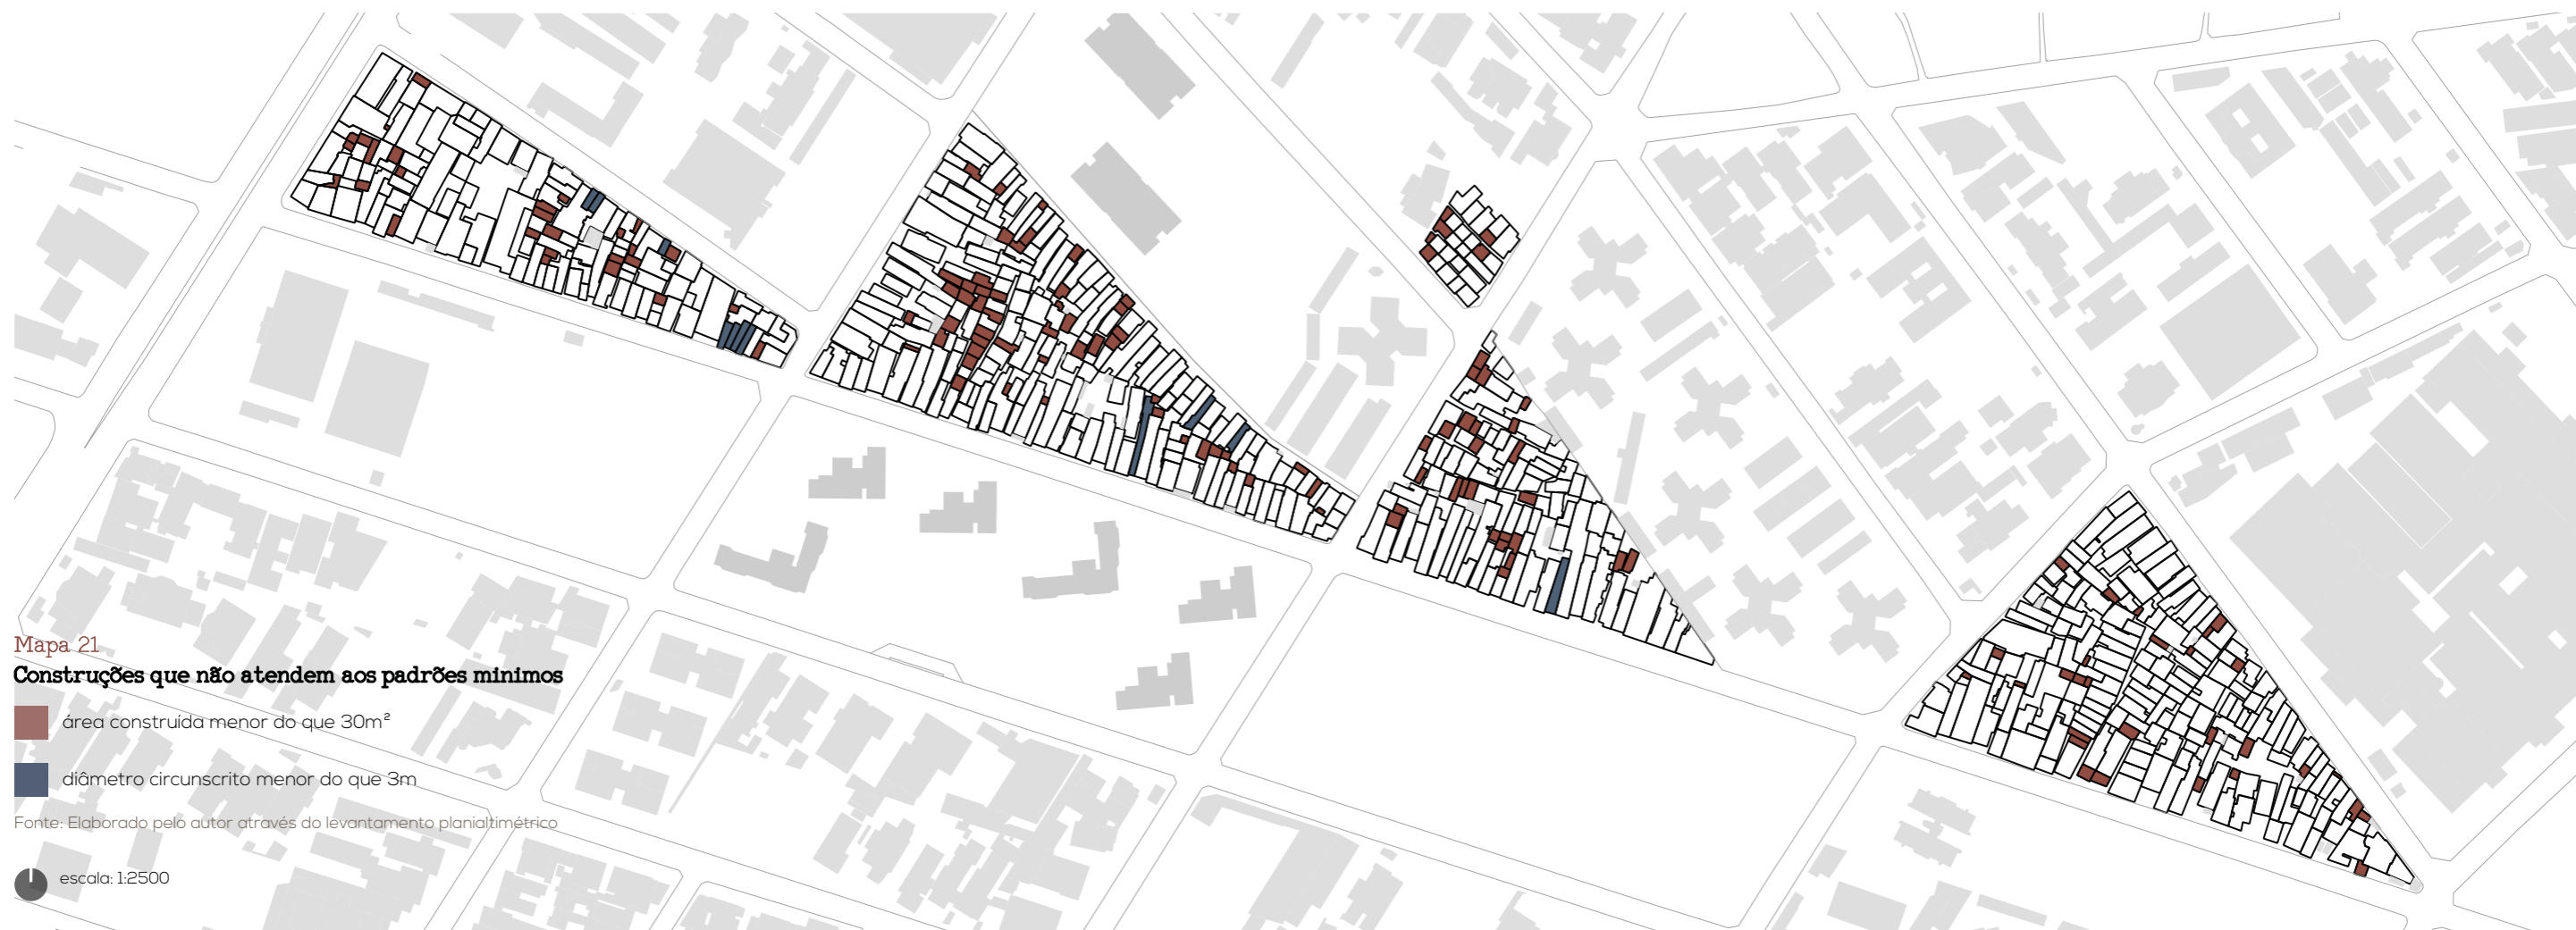 Mapa 21
Construções que não atendem aos padrões minimos
área construída menor do que 30m²
diâmetro circunscrito menor do que 3m
Fonte: Elaborado pelo autor através do levantamento planialtimétrico
escala: 1:2500